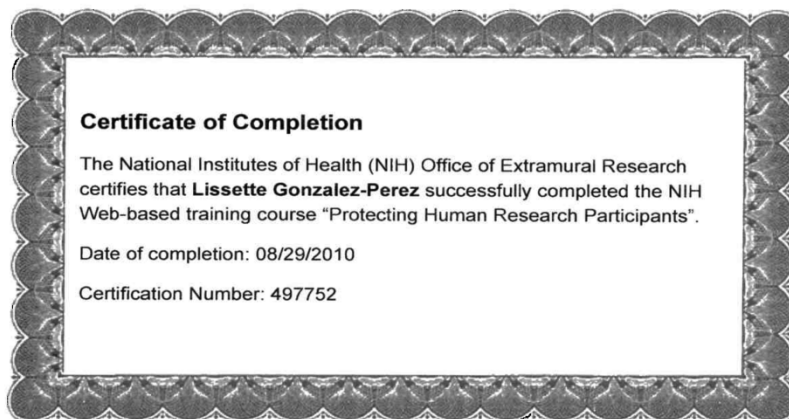 Certificate of Completion
The National Institutes of Health (NIH) Office of Extramural Research
certifies that Lissette Gonzalez-Perez successfully completed the NIH
Web-based training course “Protecting Human Research Participants”.
Date of completion: 08/29/2010
Certification Number: 497752